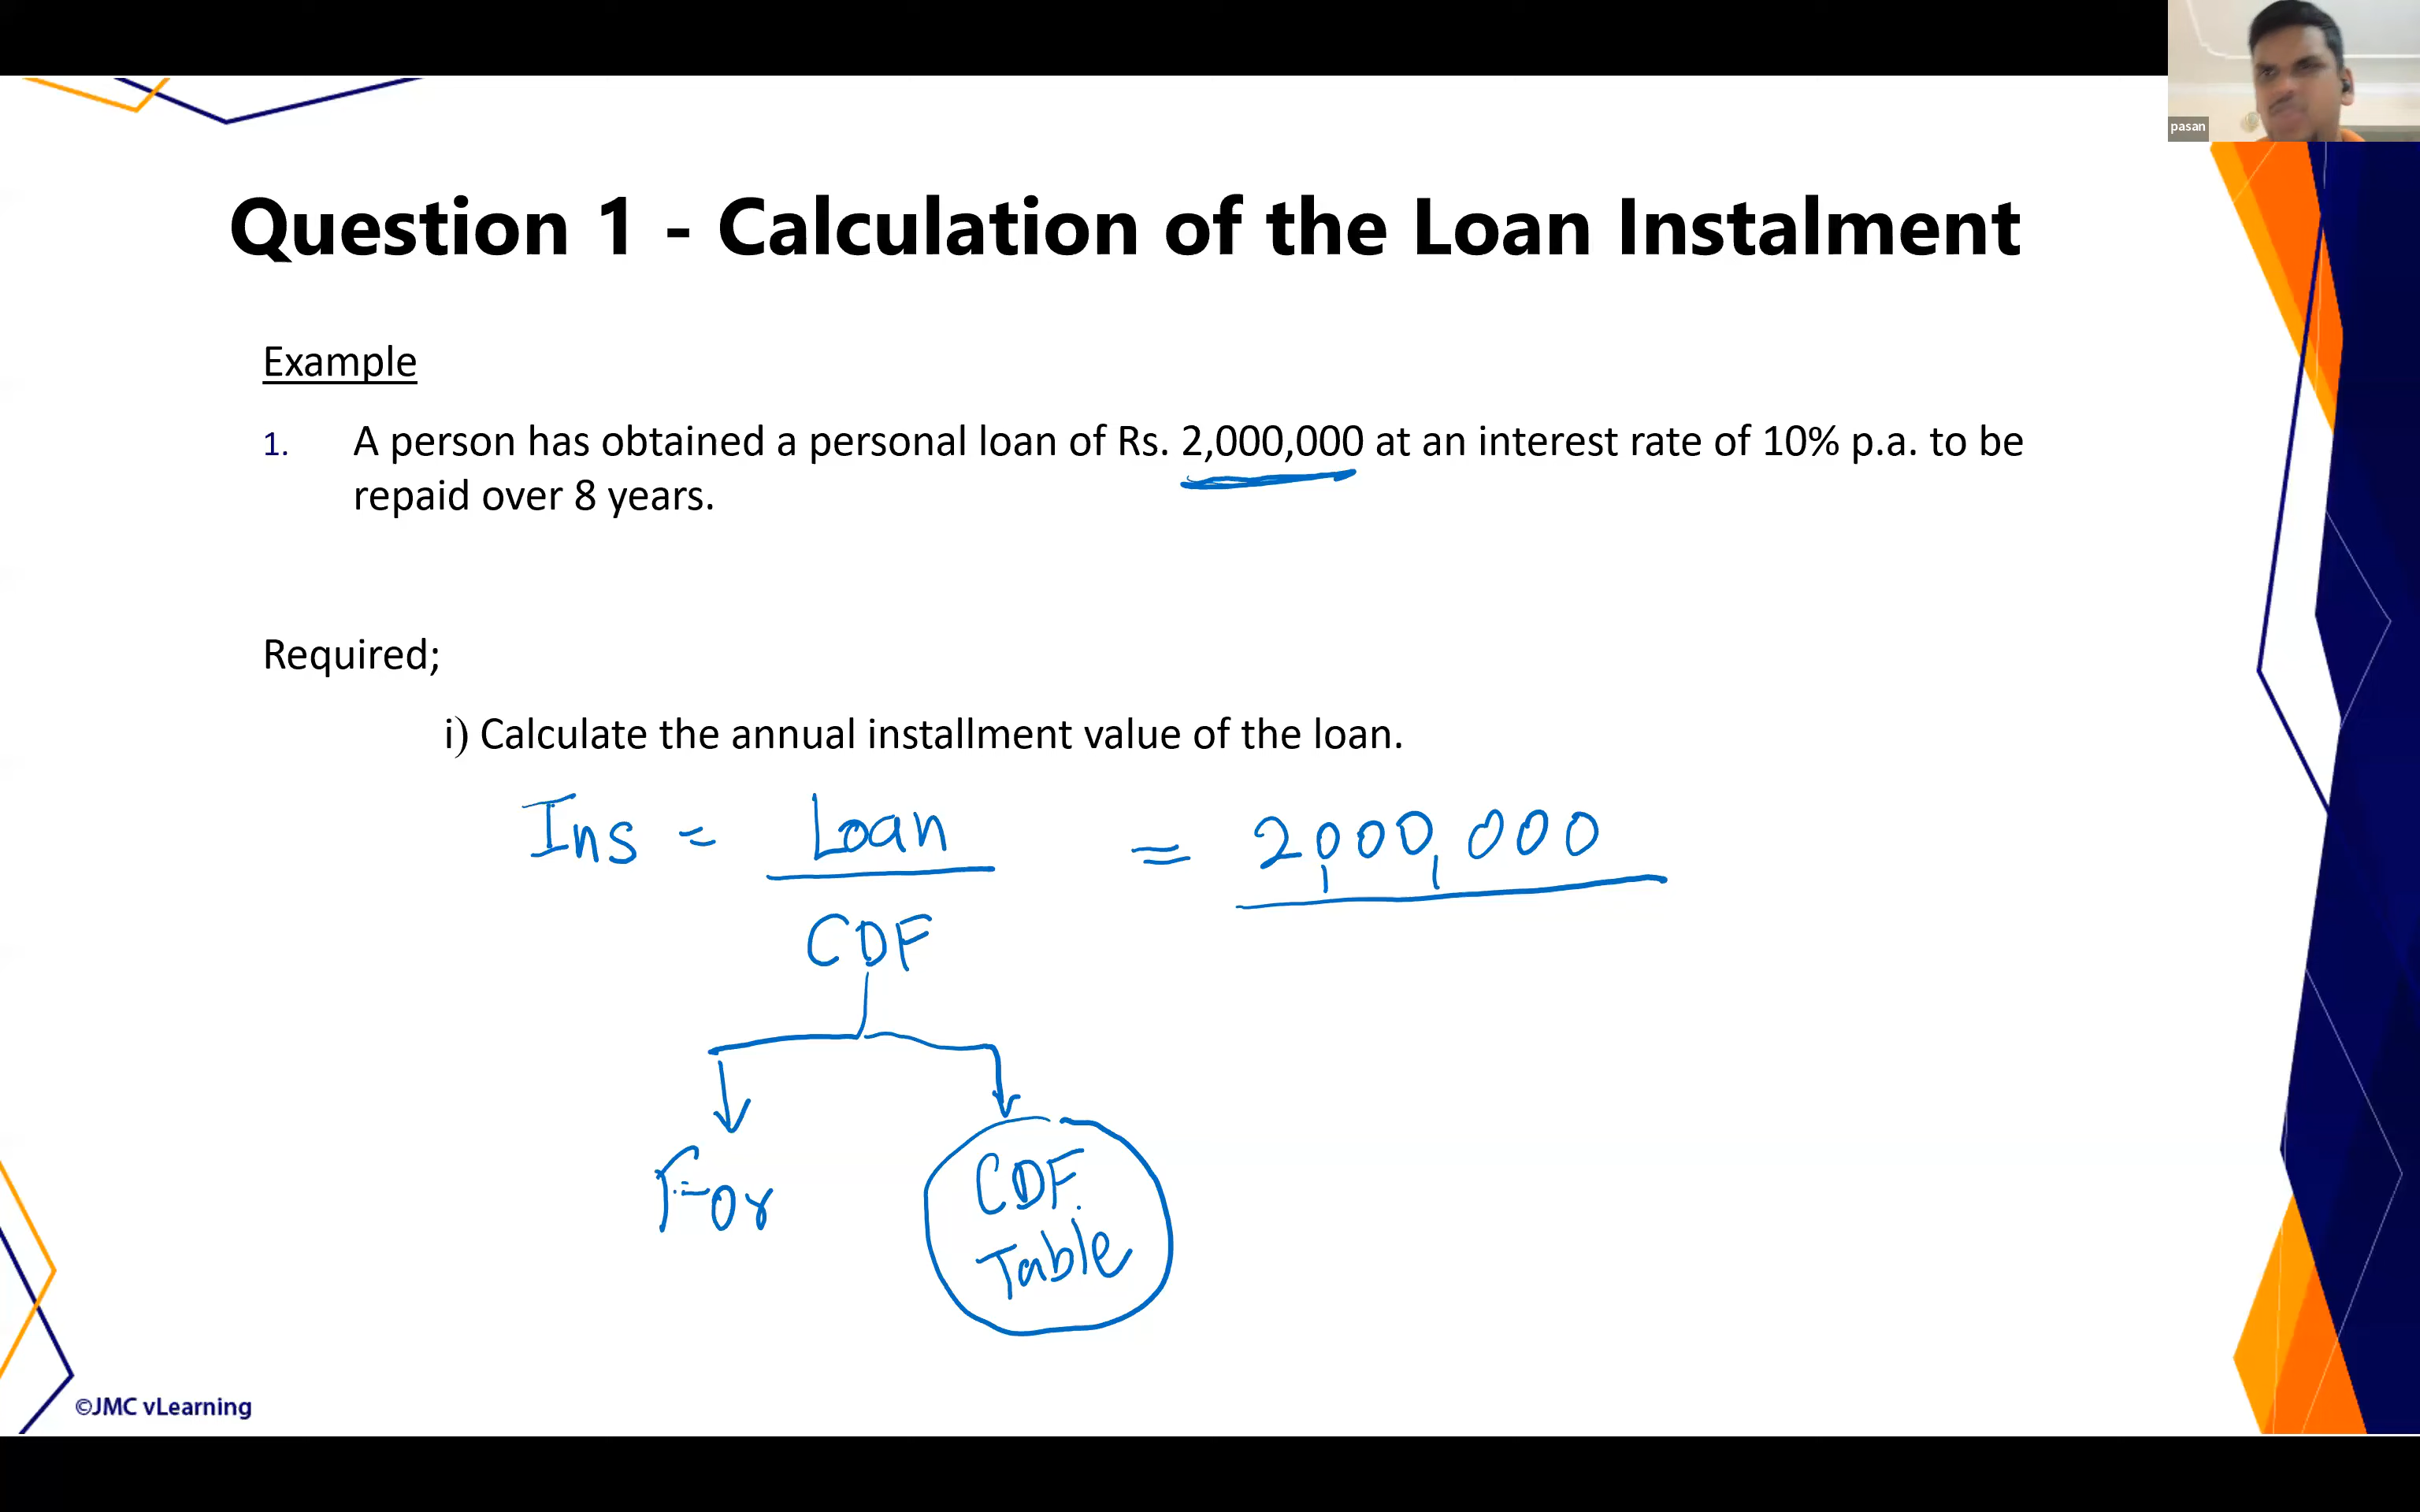 pasan
Question 1 - Calculation of the Loan Instalment
Example
1. A person has obtained a personal loan of Rs. 2,000,000 at an interest rate of 10% p.a. to be
repaid over 8 years.
Required;
i) Calculate the annual installment value of the loan.
Ins = Loan = 2,000,000
CDF
For
CDF
Table
©JMC vLearning